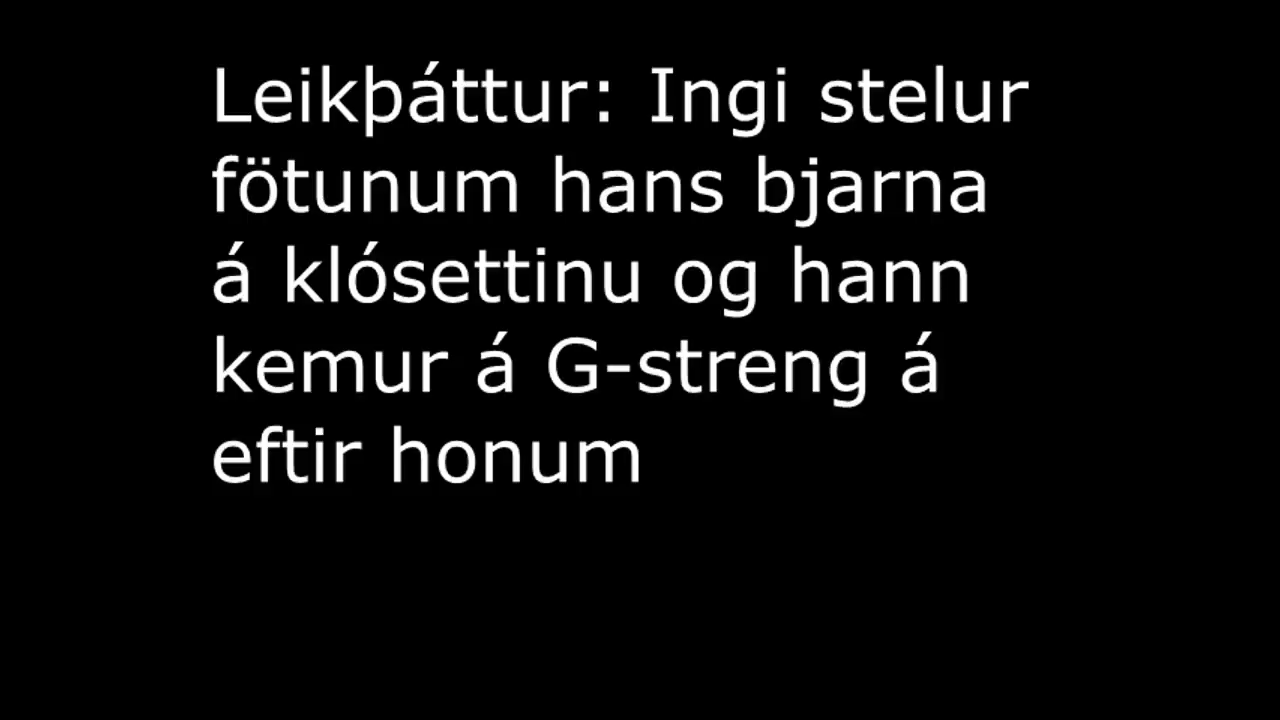 Leikþáttur: Ingi stelur
fötunum hans bjarna
á klósettinu og hann
kemur á G-streng á
eftir honum